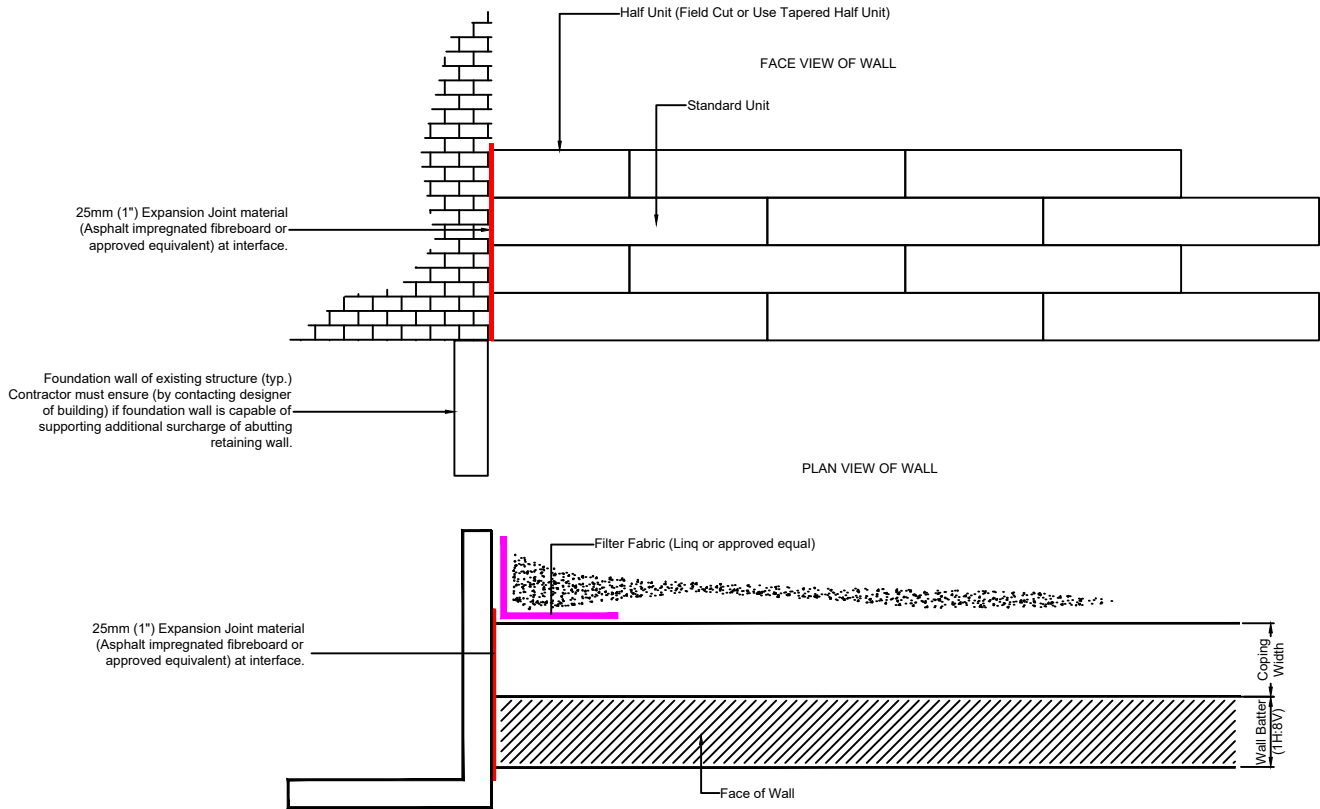 Half Unit (Field Cut or Use Tapered Half Unit)
FACE VIEW OF WALL
Standard Unit
25mm (1") Expansion Joint material
(Asphalt impregnated fibreboard or
approved equivalent) at interface.
Foundation wall of existing structure (typ.)
Contractor must ensure (by contacting designer
of building) if foundation wall is capable of
supporting additional surcharge of abutting
retaining wall.
PLAN VIEW OF WALL
Filter Fabric (Linq or approved equal)
25mm (1") Expansion Joint material
(Asphalt impregnated fibreboard or
approved equivalent) at interface.
Coping
Width
Wall Batter
(1H:8V)
Face of Wall